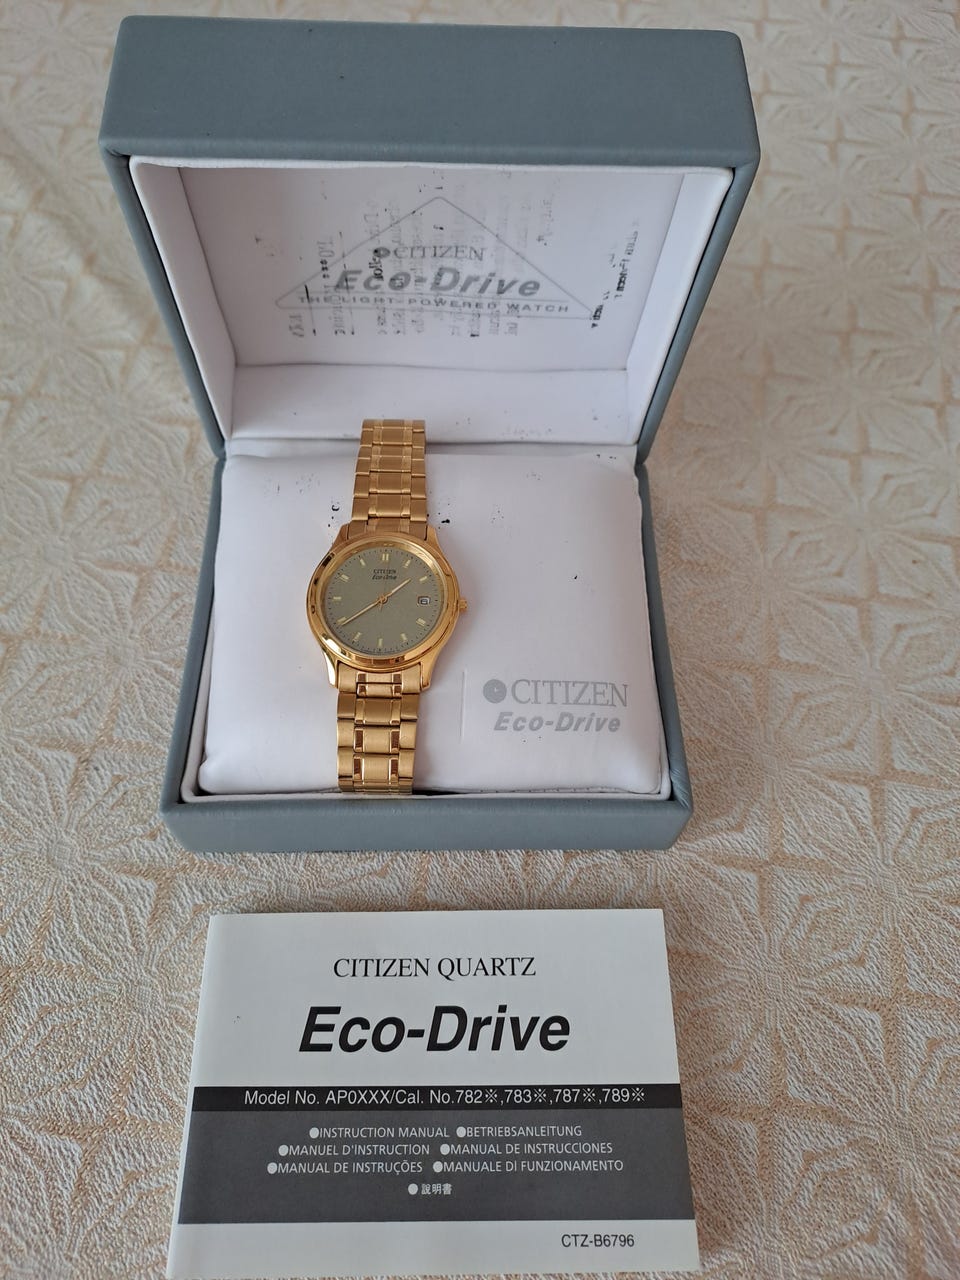 CITIZEN
Eco-Drive
THE LIGHT-POWERED WATCH
CITIZEN
Eco-Drive
CITIZEN
Eco-Drive
CITIZEN QUARTZ
Eco-Drive
Model No. AP0XXX/Cal. No.782※,783※,787※,789※
●INSTRUCTION MANUAL ●BETRIEBSANLEITUNG
●MANUEL D'INSTRUCTION ●MANUAL DE INSTRUCCIONES
●MANUAL DE INSTRUÇÕES ●MANUALE DI FUNZIONAMENTO
●說明書
CTZ-B6796